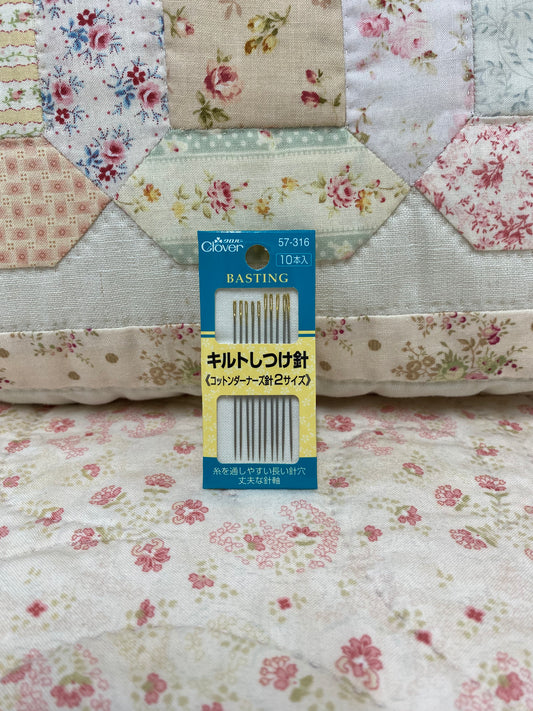 クロバー
Clover
57-316
10本入
BASTING
キルトしつけ針
《コットンダーナーズ針2サイズ》
糸を通しやすい長い針穴
丈夫な針軸